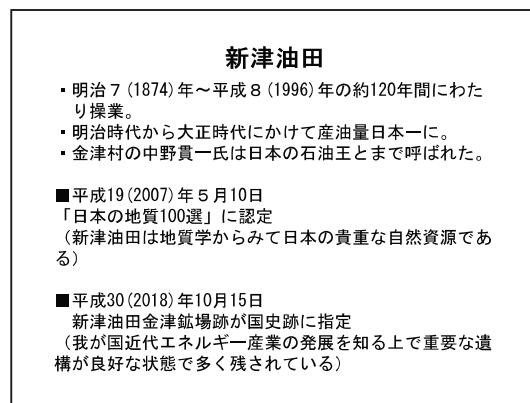 新津油田
・明治７(1874)年～平成８(1996)年の約120年間にわた
り操業。
・明治時代から大正時代にかけて産油量日本一に。
・金津村の中野貫一氏は日本の石油王とまで呼ばれた。
■平成19(2007)年５月10日
「日本の地質100選」に認定
（新津油田は地質学からみて日本の貴重な自然資源であ
る）
■平成30(2018)年10月15日
新津油田金津鉱場跡が国史跡に指定
（我が国近代エネルギー産業の発展を知る上で重要な遺
構が良好な状態で多く残されている）